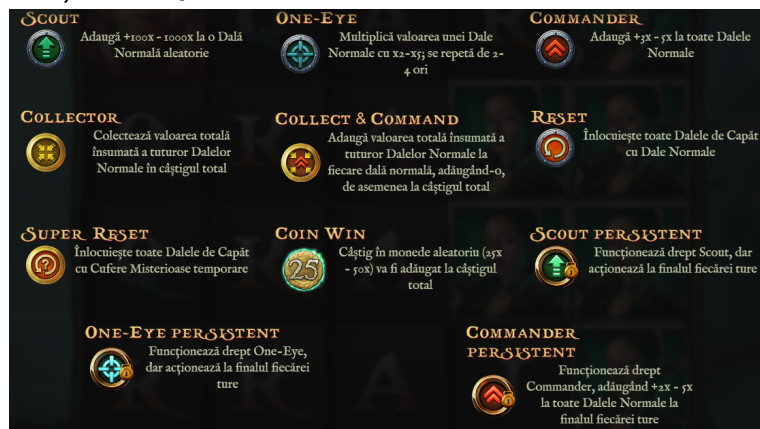 SCOUT
Adaugă +100x - 1000x la o Dală
Normală aleatorie
ONE-EYE
Multiplică valoarea unei Dale
Normale cu x2-x5; se repetă de 2-
4 ori
COMMANDER
Adaugă +3x - 5x la toate Dalele
Normale
COLLECTOR
Colectează valoarea totală
însumată a tuturor Dalelor
Normale în câștigul total
COLLECT & COMMAND
Adaugă valoarea totală însumată a
tuturor Dalelor Normale la
fiecare dală normală, adăugând-o,
de asemenea la câștigul total
RESET
Înlocuiește toate Dalele de Capăt
cu Dale Normale
SUPER RESET
Înlocuiește toate Dalele de Capăt
cu Cufere Misterioase temporare
COIN WIN
25
Câștig în monede aleatoriu (25x
- 50x) va fi adăugat la câștigul
total
SCOUT PERSISTENT
Funcționează drept Scout, dar
acționează la finalul fiecărei ture
ONE-EYE PERSISTENT
Funcționează drept One-Eye,
dar acționează la finalul fiecărei
ture
COMMANDER
PERSISTENT
Funcționează drept
Commander, adăugând +2x - 5x
la toate Dalele Normale la
finalul fiecărei ture